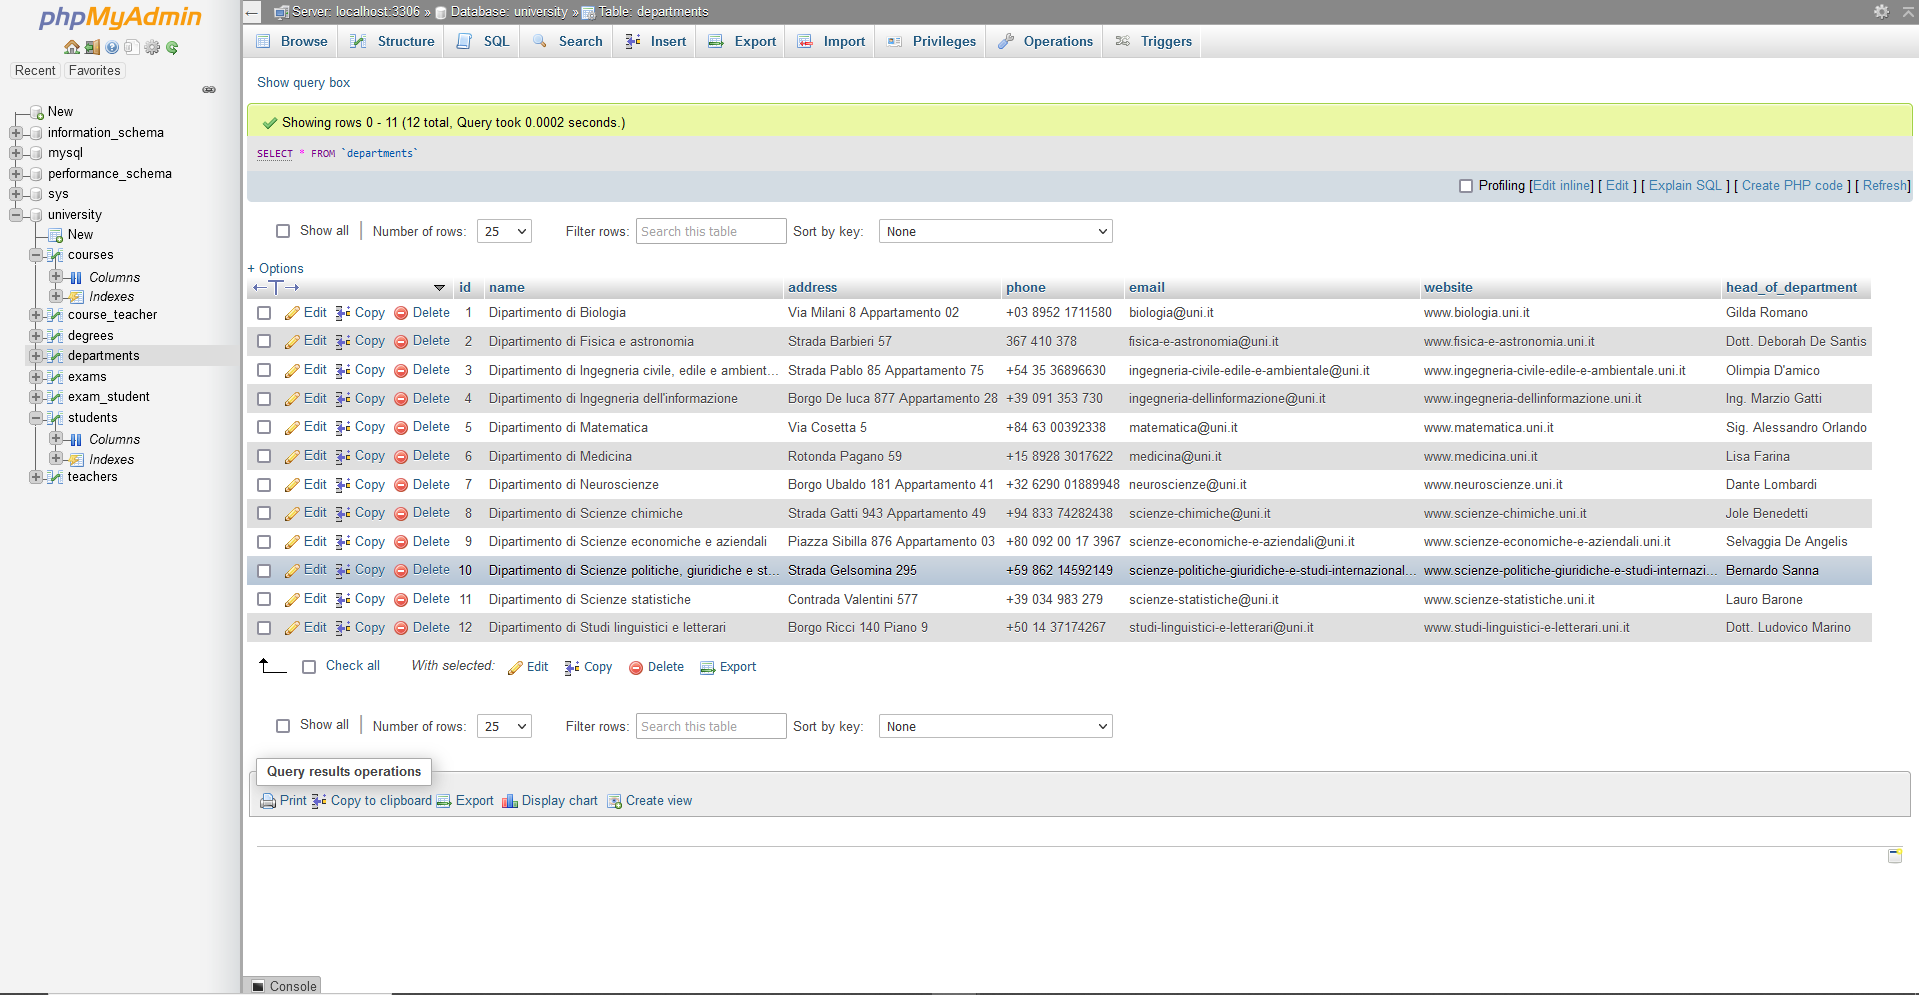 phpMyAdmin
Recent Favorites
New
information_schema
mysql
performance_schema
sys
university
New
courses
Columns
Indexes
course_teacher
degrees
departments
exams
exam_student
students
Columns
Indexes
teachers
Server: localhost:3306 » Database: university » Table: departments
Browse Structure SQL Search Insert Export Import Privileges Operations Triggers
Show query box
Showing rows 0 - 11 (12 total, Query took 0.0002 seconds.)
SELECT * FROM `departments`
Profiling [Edit inline] [ Edit ] [ Explain SQL ] [ Create PHP code ] [ Refresh]
Show all | Number of rows: 25 Filter rows: Search this table Sort by key: None
+ Options
←T→ id name address phone email website head_of_department
Edit Copy Delete 1 Dipartimento di Biologia Via Milani 8 Appartamento 02 +03 8952 1711580 biologia@uni.it www.biologia.uni.it Gilda Romano
Edit Copy Delete 2 Dipartimento di Fisica e astronomia Strada Barbieri 57 367 410 378 fisica-e-astronomia@uni.it www.fisica-e-astronomia.uni.it Dott. Deborah De Santis
Edit Copy Delete 3 Dipartimento di Ingegneria civile, edile e ambient... Strada Pablo 85 Appartamento 75 +54 35 36896630 ingegneria-civile-edile-e-ambientale@uni.it www.ingegneria-civile-edile-e-ambientale.uni.it Olimpia D'amico
Edit Copy Delete 4 Dipartimento di Ingegneria dell'informazione Borgo De luca 877 Appartamento 28 +39 091 353 730 ingegneria-dellinformazione@uni.it www.ingegneria-dellinformazione.uni.it Ing. Marzio Gatti
Edit Copy Delete 5 Dipartimento di Matematica Via Cosetta 5 +84 63 00392338 matematica@uni.it www.matematica.uni.it Sig. Alessandro Orlando
Edit Copy Delete 6 Dipartimento di Medicina Rotonda Pagano 59 +15 8928 3017622 medicina@uni.it www.medicina.uni.it Lisa Farina
Edit Copy Delete 7 Dipartimento di Neuroscienze Borgo Ubaldo 181 Appartamento 41 +32 6290 01889948 neuroscienze@uni.it www.neuroscienze.uni.it Dante Lombardi
Edit Copy Delete 8 Dipartimento di Scienze chimiche Strada Gatti 943 Appartamento 49 +94 833 74282438 scienze-chimiche@uni.it www.scienze-chimiche.uni.it Jole Benedetti
Edit Copy Delete 9 Dipartimento di Scienze economiche e aziendali Piazza Sibilla 876 Appartamento 03 +80 092 00 17 3967 scienze-economiche-e-aziendali@uni.it www.scienze-economiche-e-aziendali.uni.it Selvaggia De Angelis
Edit Copy Delete 10 Dipartimento di Scienze politiche, giuridiche e st... Strada Gelsomina 295 +59 862 14592149 scienze-politiche-giuridiche-e-studi-internazional... www.scienze-politiche-giuridiche-e-studi-internazi... Bernardo Sanna
Edit Copy Delete 11 Dipartimento di Scienze statistiche Contrada Valentini 577 +39 034 983 279 scienze-statistiche@uni.it www.scienze-statistiche.uni.it Lauro Barone
Edit Copy Delete 12 Dipartimento di Studi linguistici e letterari Borgo Ricci 140 Piano 9 +50 14 37174267 studi-linguistici-e-letterari@uni.it www.studi-linguistici-e-letterari.uni.it Dott. Ludovico Marino
Check all With selected: Edit Copy Delete Export
Show all | Number of rows: 25 Filter rows: Search this table Sort by key: None
Query results operations
Print Copy to clipboard Export Display chart Create view
Console